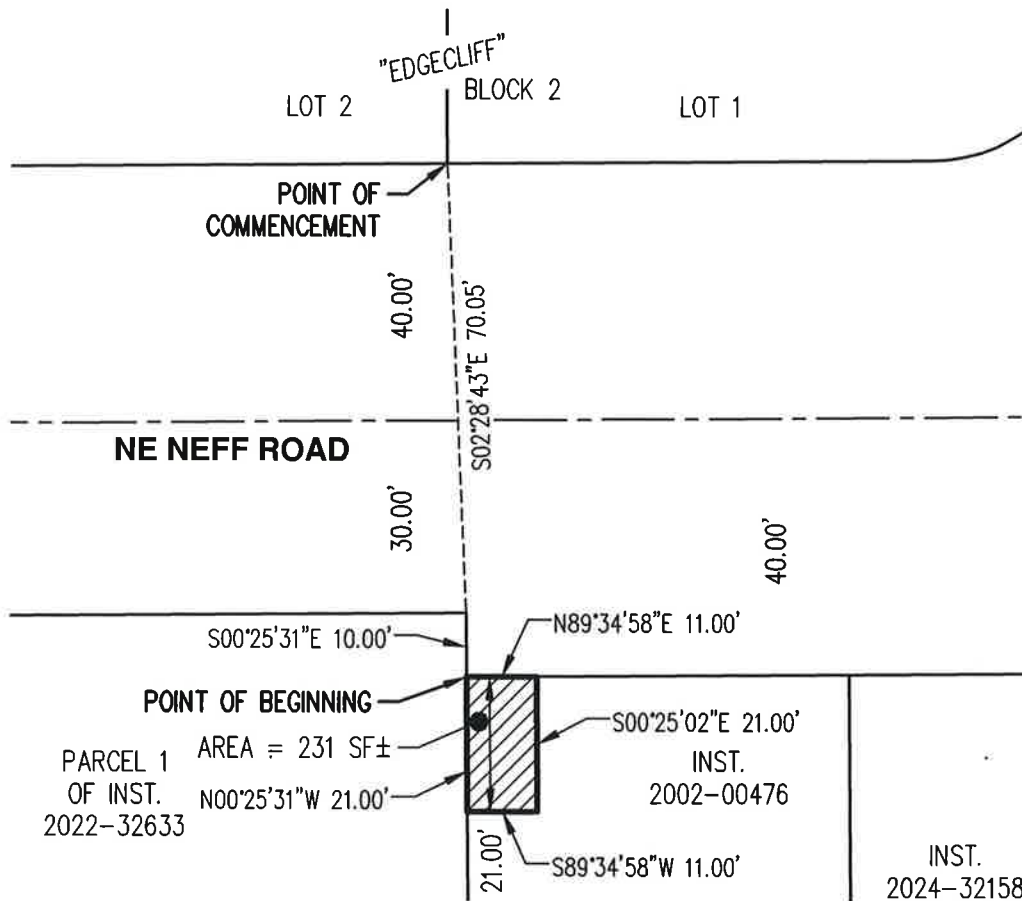 "EDGECLIFF"
LOT 2
BLOCK 2
LOT 1
POINT OF
COMMENCEMENT
40.00'
S02°28'43"E 70.05'
NE NEFF ROAD
30.00'
40.00'
S00°25'31"E 10.00'
N89°34'58"E 11.00'
POINT OF BEGINNING
AREA = 231 SF±
S00°25'02"E 21.00'
PARCEL 1
OF INST.
2022-32633
N00°25'31"W 21.00'
INST.
2002-00476
21.00'
S89°34'58"W 11.00'
INST.
2024-32158